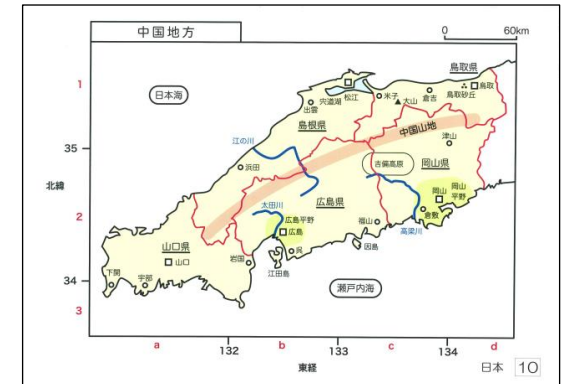 中国地方
0 60km
鳥取県
1
日本海
出雲
宍道湖
松江
米子
大山
倉吉
鳥取砂丘
鳥取
島根県
中国山地
津山
江の川
35
浜田
吉備高原
岡山県
北緯
2
太田川
広島県
広島平野
広島
福山
岡山
岡山
平野
倉敷
高梁川
山口県
山口
岩国
呉
因島
江田島
34
下関
宇部
瀬戸内海
3
a
b
c
d
132
133
134
東経
日本 10